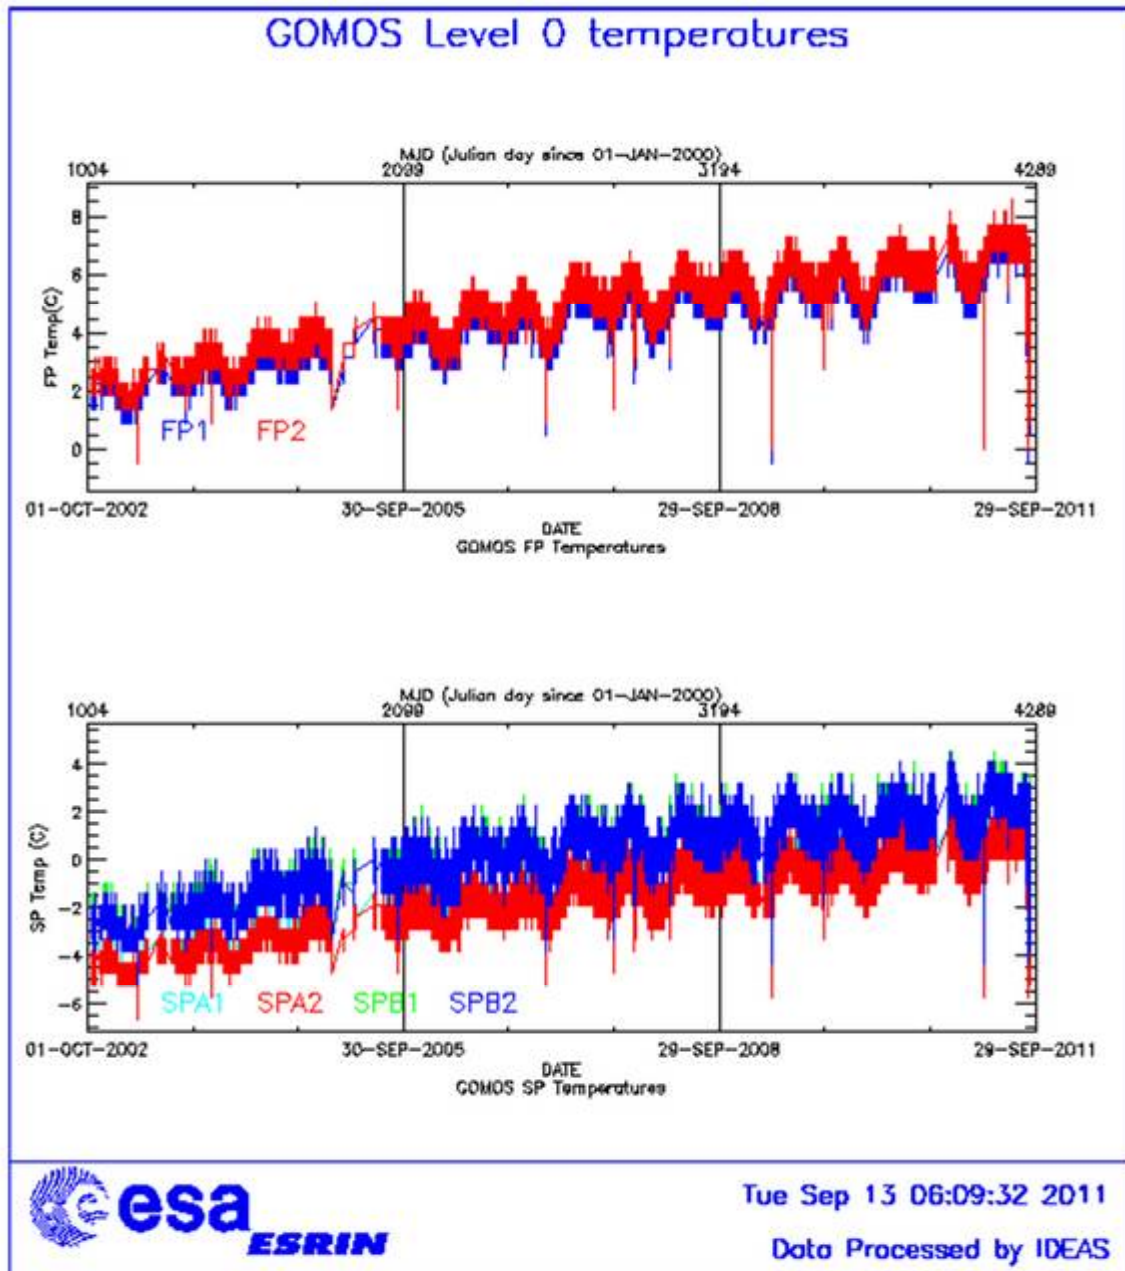 GOMOS Level 0 temperatures
MJD (Julian day since 01-JAN-2000)
1004 2099 3194 4289
8
6
4
2
0
FP Temp(C)
FP1 FP2
01-OCT-2002 30-SEP-2005 29-SEP-2008 29-SEP-2011
DATE
GOMOS FP Temperatures
MJD (Julian day since 01-JAN-2000)
1004 2099 3194 4289
4
2
0
-2
-4
-6
SP Temp (C)
SPA1 SPA2 SPB1 SPB2
01-OCT-2002 30-SEP-2005 29-SEP-2008 29-SEP-2011
DATE
GOMOS SP Temperatures
esa
ESRIN
Tue Sep 13 06:09:32 2011
Data Processed by IDEAS